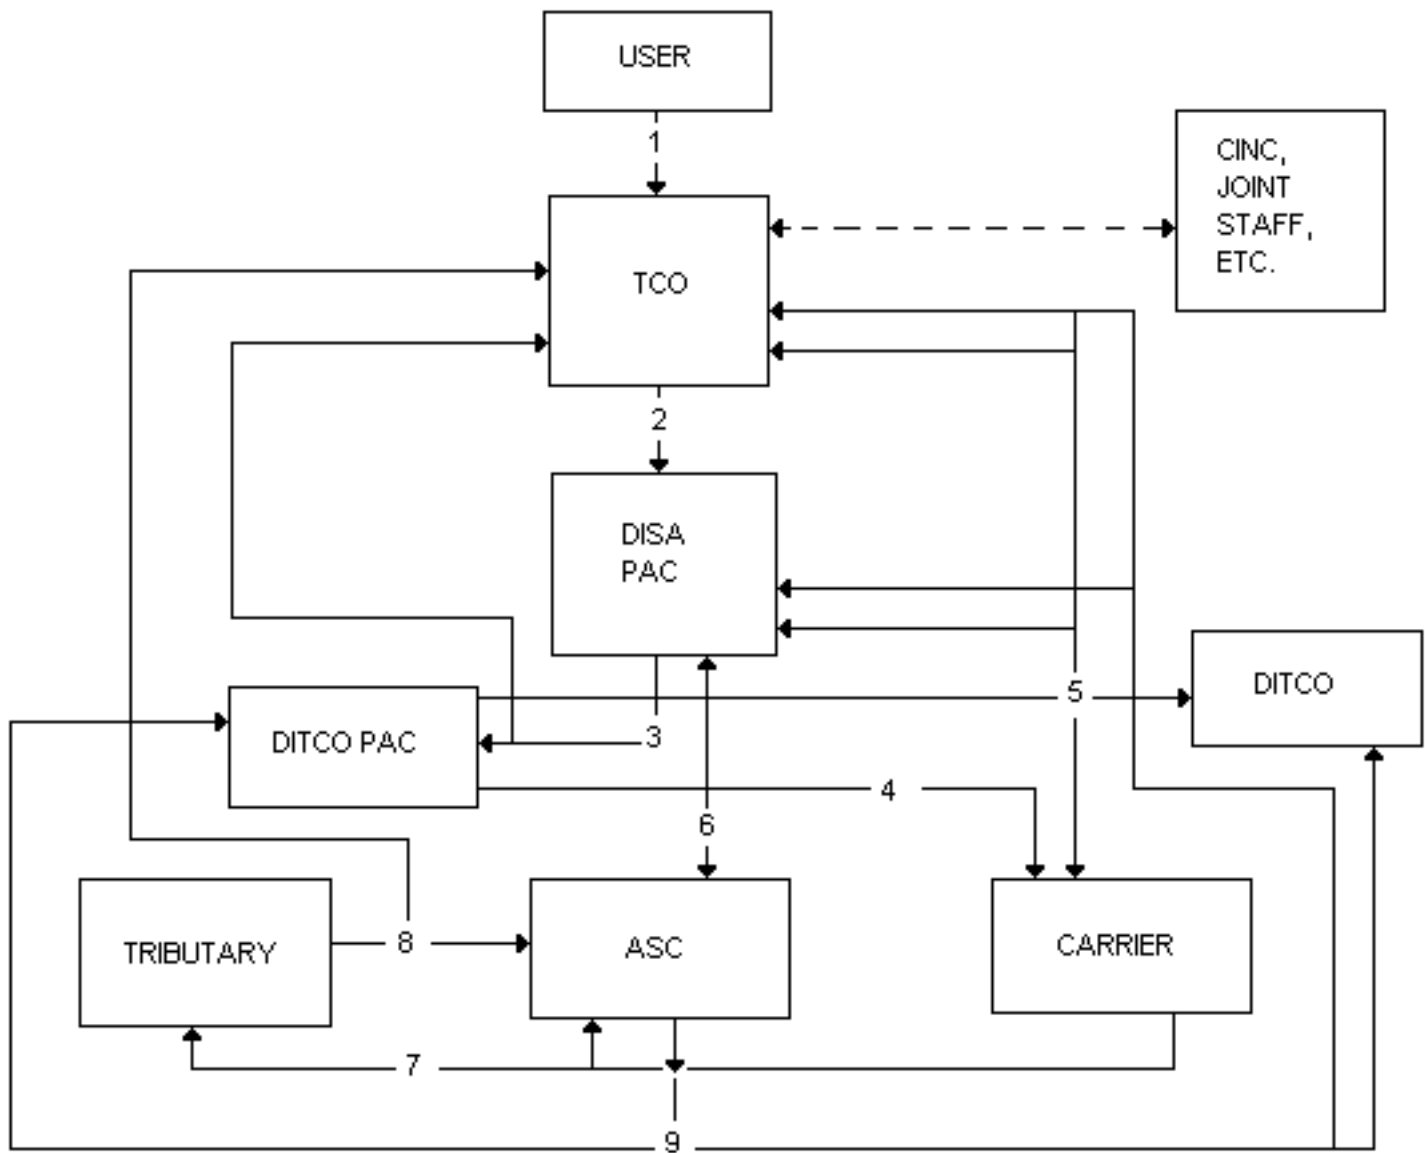 USER
1
CINC,
JOINT
STAFF,
ETC.
TCO
2
DISA
PAC
5
DITCO
3
DITCO PAC
4
6
8
TRIBUTARY
ASC
CARRIER
7
9